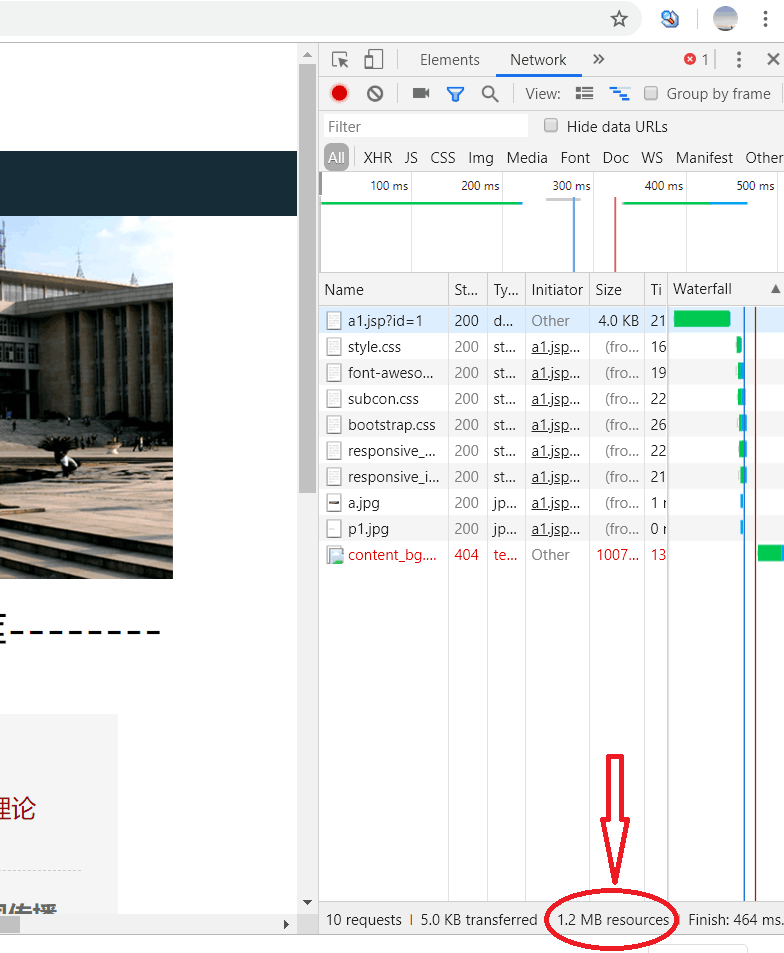 1
Elements Network
View: Group by frame
Filter Hide data URLs
All XHR JS CSS Img Media Font Doc WS Manifest Other
100 ms 200 ms 300 ms 400 ms 500 ms
Name St... Ty... Initiator Size Ti Waterfall
a1.jsp?id=1 200 d... Other 4.0 KB 21
style.css 200 st... a1.jsp... (fro... 16
font-aweso... 200 st... a1.jsp... (fro... 19
subcon.css 200 st... a1.jsp... (fro... 22
bootstrap.css 200 st... a1.jsp... (fro... 26
responsive_... 200 st... a1.jsp... (fro... 22
responsive_i... 200 st... a1.jsp... (fro... 21
a.jpg 200 jp... a1.jsp... (fro... 1
p1.jpg 200 jp... a1.jsp... (fro... 0
content_bg.... 404 te... Other 1007... 13
--------
理论
传播
10 requests 5.0 KB transferred 1.2 MB resources Finish: 464 ms.